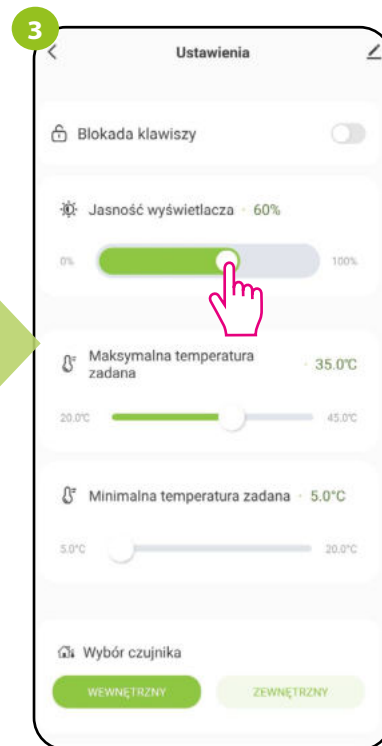 3
Ustawienia
Blokada klawiszy
Jasność wyświetlacza · 60%
0%
100%
Maksymalna temperatura
zadana
· 35.0°C
20.0°C
45.0°C
Minimalna temperatura zadana · 5.0°C
5.0°C
20.0°C
Wybór czujnika
WEWNĘTRZNY
ZEWNĘTRZNY